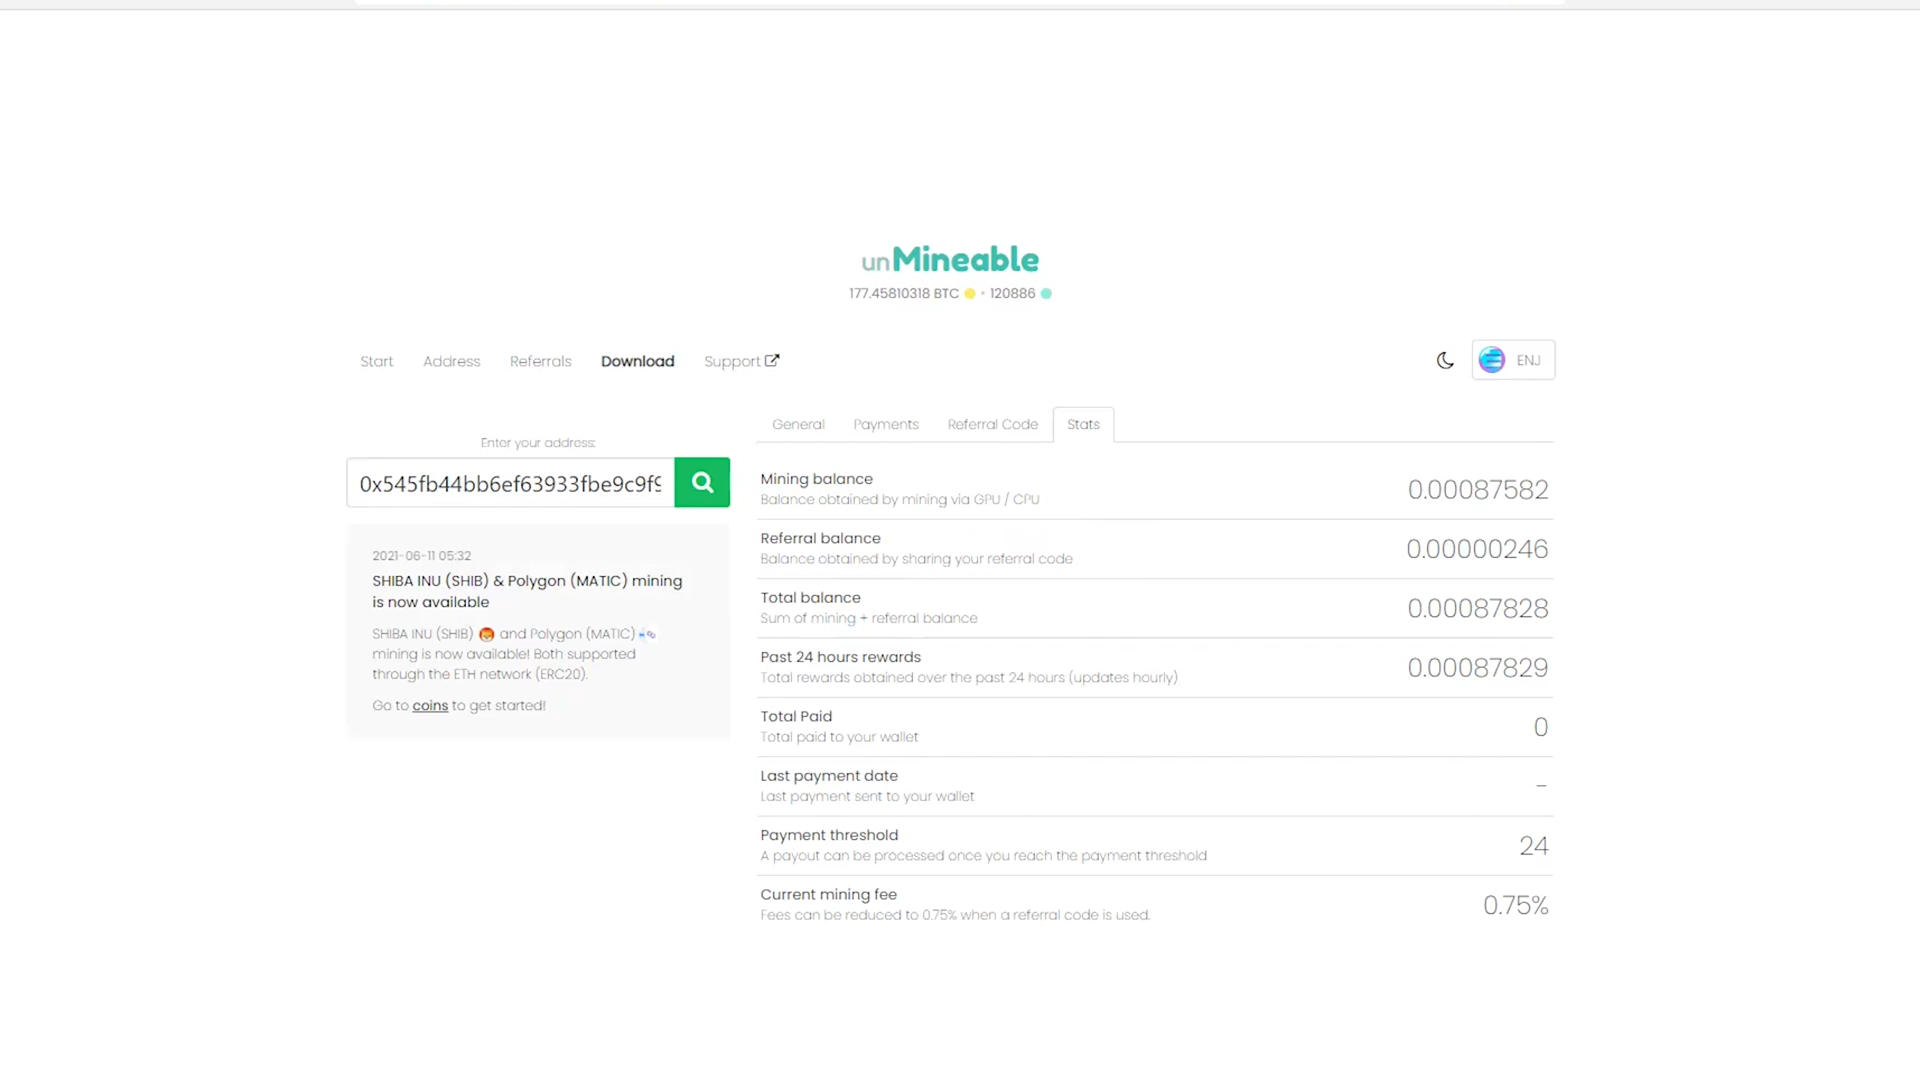 unMineable
177.45810318 BTC • 120886
Start Address Referrals Download Support
ENJ
General Payments Referral Code Stats
Enter your address:
0x545fb44bb6ef63933fbe9c9f9
2021-06-11 05:32
SHIBA INU (SHIB) & Polygon (MATIC) mining
is now available
SHIBA INU (SHIB) and Polygon (MATIC)
mining is now available! Both supported
through the ETH network (ERC20).
Go to coins to get started!
Mining balance
Balance obtained by mining via GPU / CPU
0.00087582
Referral balance
Balance obtained by sharing your referral code
0.00000246
Total balance
Sum of mining + referral balance
0.00087828
Past 24 hours rewards
Total rewards obtained over the past 24 hours (updates hourly)
0.00087829
Total Paid
Total paid to your wallet
0
Last payment date
Last payment sent to your wallet
-
Payment threshold
A payout can be processed once you reach the payment threshold
24
Current mining fee
Fees can be reduced to 0.75% when a referral code is used.
0.75%